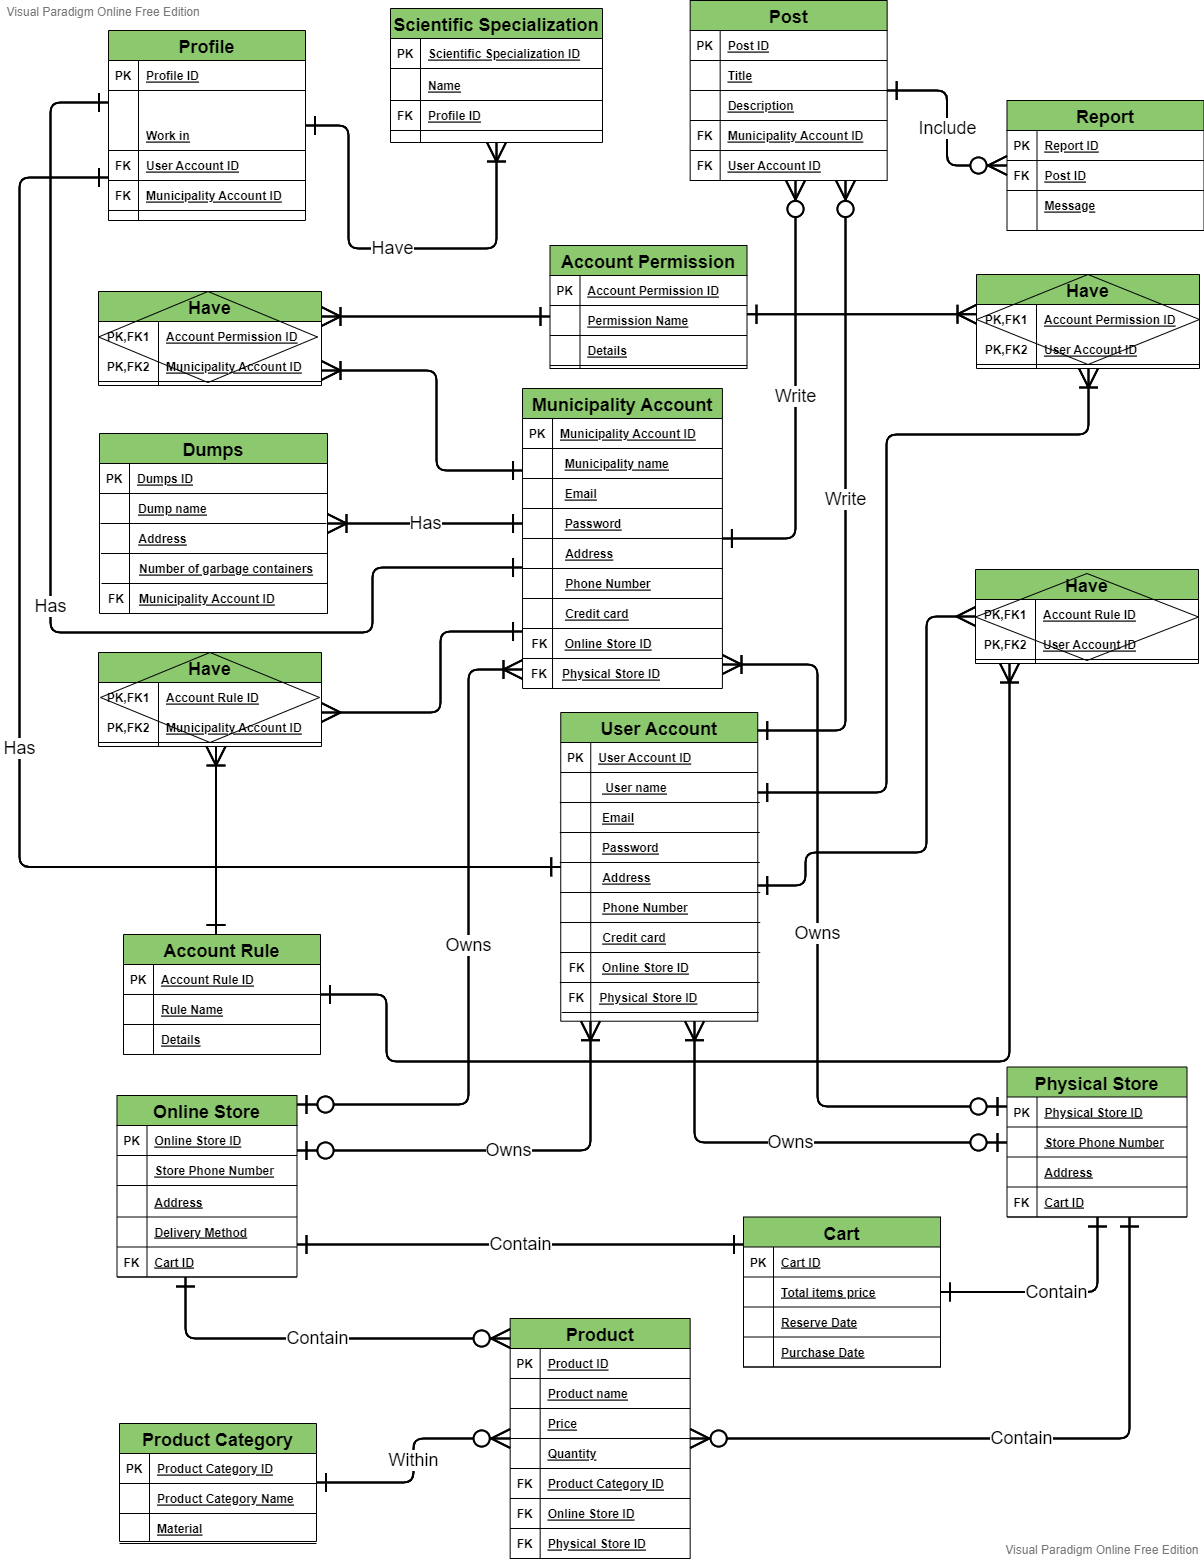 Visual Paradigm Online Free Edition
Profile
PK Profile ID
Work in
FK User Account ID
FK Municipality Account ID
Scientific Specialization
PK Scientific Specialization ID
Name
FK Profile ID
Post
PK Post ID
Title
Description
FK Municipality Account ID
FK User Account ID
Include
Report
PK Report ID
FK Post ID
Message
Have
Account Permission
PK Account Permission ID
Permission Name
Details
Have
PK,FK1 Account Permission ID
PK,FK2 Municipality Account ID
Have
PK,FK1 Account Permission ID
PK,FK2 User Account ID
Write
Municipality Account
PK Municipality Account ID
Municipality name
Email
Password
Address
Phone Number
Credit card
FK Online Store ID
FK Physical Store ID
Dumps
PK Dumps ID
Dump name
Address
Number of garbage containers
FK Municipality Account ID
Has
Write
Has
Have
PK,FK1 Account Rule ID
PK,FK2 User Account ID
Have
PK,FK1 Account Rule ID
PK,FK2 Municipality Account ID
Has
User Account
PK User Account ID
User name
Email
Password
Address
Phone Number
Credit card
FK Online Store ID
FK Physical Store ID
Owns
Owns
Account Rule
PK Account Rule ID
Rule Name
Details
Online Store
PK Online Store ID
Store Phone Number
Address
Delivery Method
FK Cart ID
Owns
Owns
Physical Store
PK Physical Store ID
Store Phone Number
Address
FK Cart ID
Contain
Cart
PK Cart ID
Total items price
Reserve Date
Purchase Date
Contain
Contain
Product
PK Product ID
Product name
Price
Quantity
FK Product Category ID
FK Online Store ID
FK Physical Store ID
Contain
Within
Product Category
PK Product Category ID
Product Category Name
Material
Visual Paradigm Online Free Edition